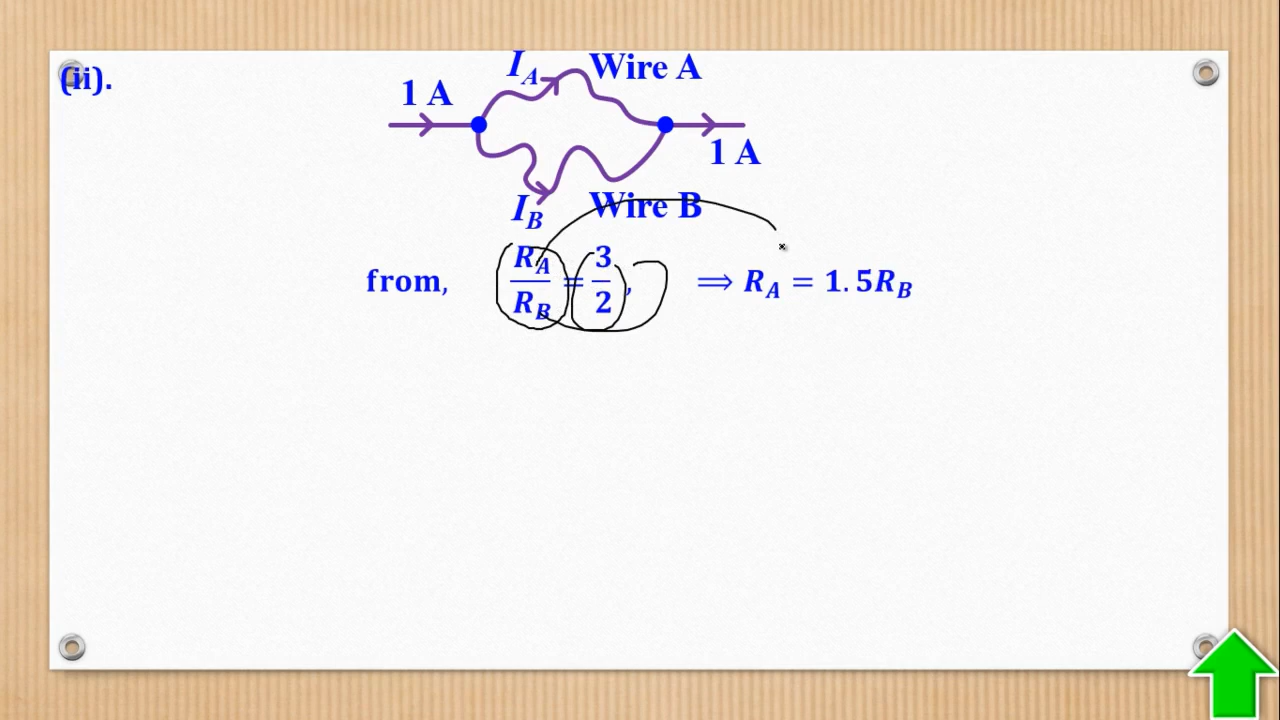 (ii).
I_A Wire A
1 A
1 A
I_B Wire B
from, R_A/R_B = 3/2, ⟹ R_A = 1.5R_B